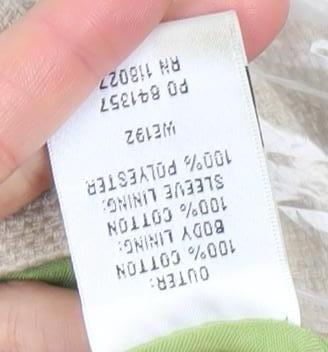 OUTER:
100% COTTON
BODY LINING:
100% COTTON
SLEEVE LINING:
100% POLYESTER
WE192
PO 841357
RN 118027